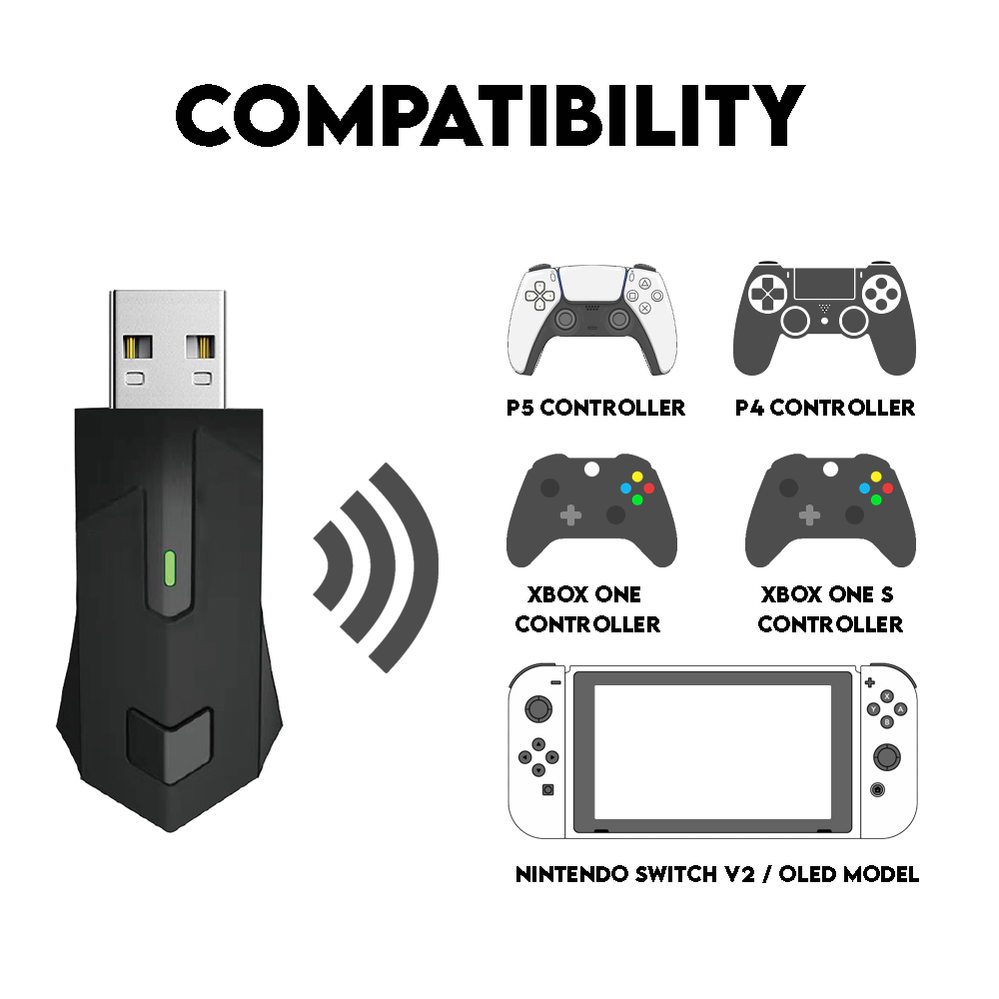 COMPATIBILITY
P5 CONTROLLER
P4 CONTROLLER
XBOX ONE
CONTROLLER
XBOX ONE S
CONTROLLER
X
Y
A
B
NINTENDO SWITCH V2 / OLED MODEL